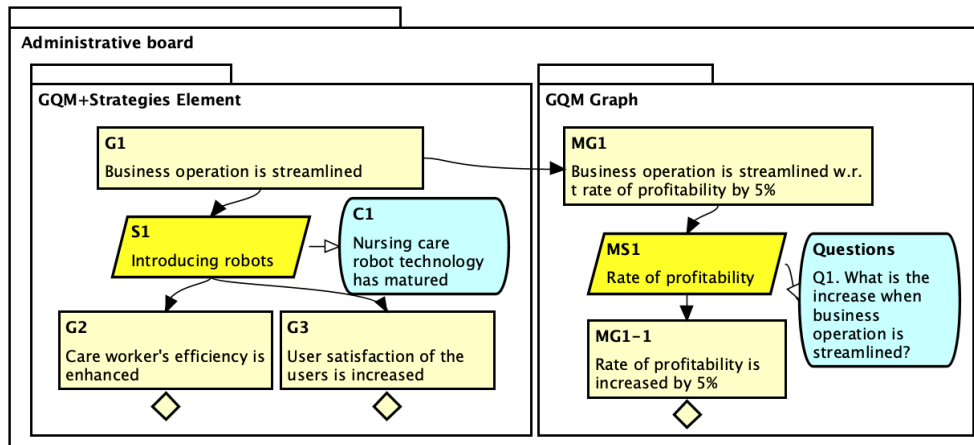 Administrative board
GQM+Strategies Element
G1
Business operation is streamlined
S1
Introducing robots
C1
Nursing care
robot technology
has matured
G2
Care worker's efficiency is
enhanced
G3
User satisfaction of the
users is increased
GQM Graph
MG1
Business operation is streamlined w.r.
t rate of profitability by 5%
MS1
Rate of profitability
Questions
Q1. What is the
increase when
business
operation is
streamlined?
MG1-1
Rate of profitability is
increased by 5%